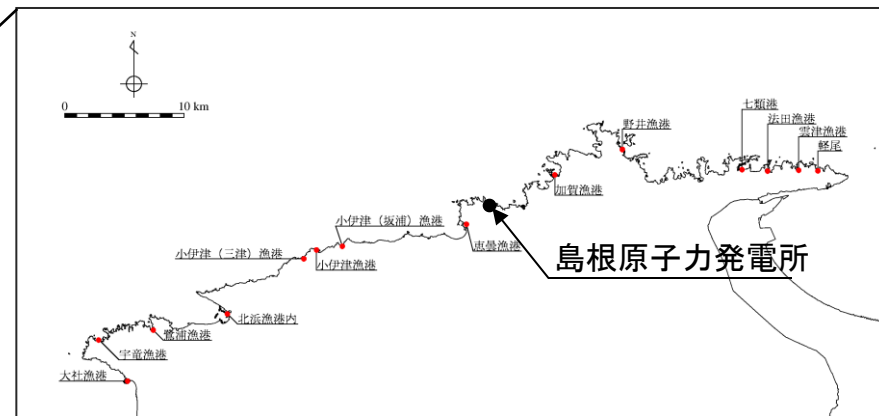 N
0
10 km
七類港
法田漁港
野井漁港
雲津漁港
軽尾
加賀漁港
小伊津（坂浦）漁港
小伊津（三津）漁港
恵曇漁港
島根原子力発電所
小伊津漁港
北浜漁港内
鷺浦漁港
宇竜漁港
大社漁港